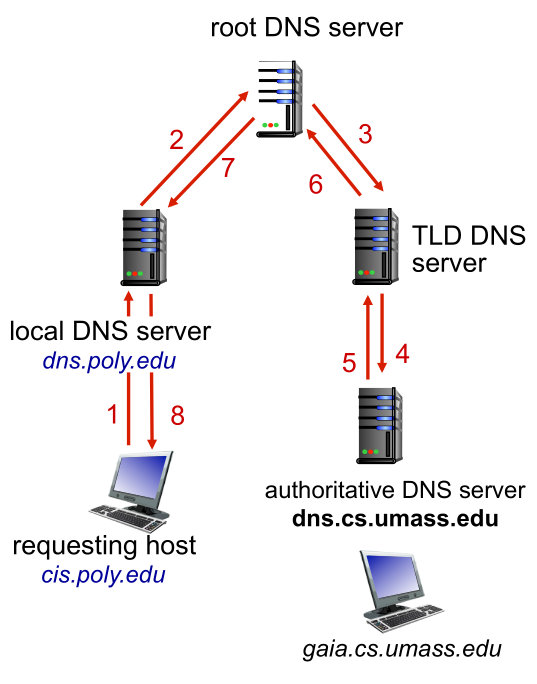 root DNS server
2
3
7
6
TLD DNS
server
local DNS server
dns.poly.edu
5
4
1
8
authoritative DNS server
dns.cs.umass.edu
requesting host
cis.poly.edu
gaia.cs.umass.edu